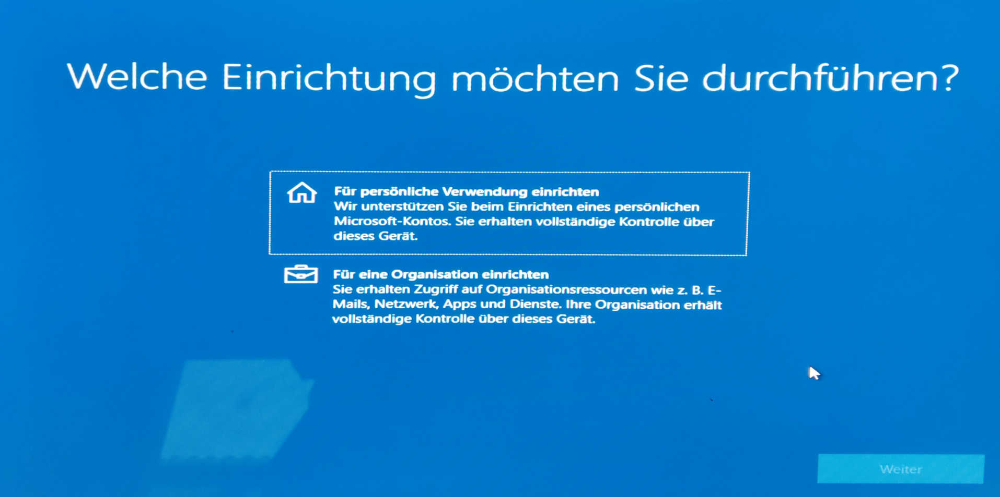 Welche Einrichtung möchten Sie durchführen?
Für persönliche Verwendung einrichten
Wir unterstützen Sie beim Einrichten eines persönlichen
Microsoft-Kontos. Sie erhalten vollständige Kontrolle über
dieses Gerät.
Für eine Organisation einrichten
Sie erhalten Zugriff auf Organisationsressourcen wie z. B. E-
Mails, Netzwerk, Apps und Dienste. Ihre Organisation erhält
vollständige Kontrolle über dieses Gerät.
Weiter